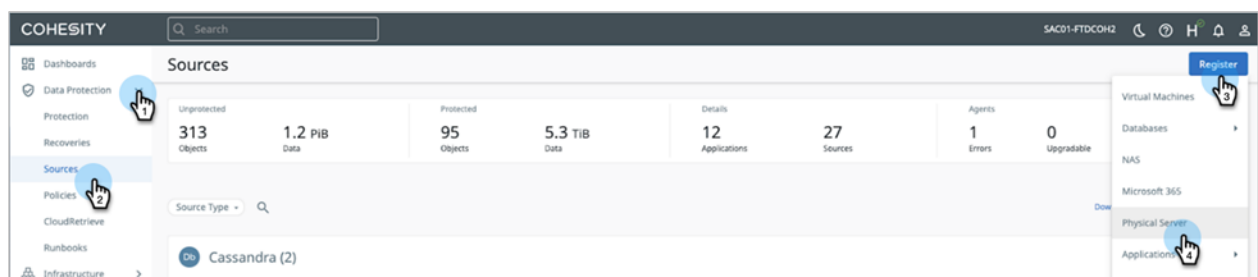 COHESITY
Search
SAC01-FTDCOH2
H
Dashboards
Data Protection
1
Protection
Recoveries
Sources
2
Policies
CloudRetrieve
Runbooks
Infrastructure
Sources
Register
3
Unprotected
313
Objects
1.2 PiB
Data
Protected
95
Objects
5.3 TiB
Data
Details
12
Applications
27
Sources
Agents
1
Errors
0
Upgradable
Source Type
Dow
Db
Cassandra (2)
Virtual Machines
Databases
NAS
Microsoft 365
Physical Server
Applications
4